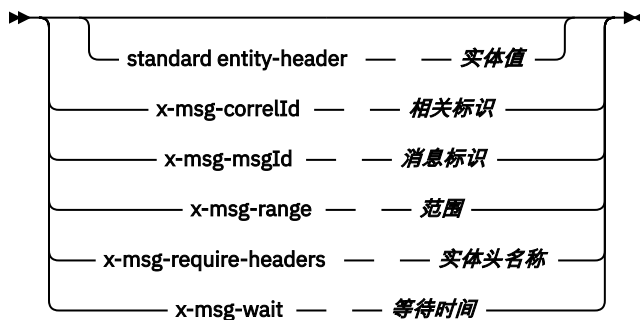 standard entity-header 实体值
x-msg-correlId 相关标识
x-msg-msgId 消息标识
x-msg-range 范围
x-msg-require-headers 实体头名称
x-msg-wait 等待时间